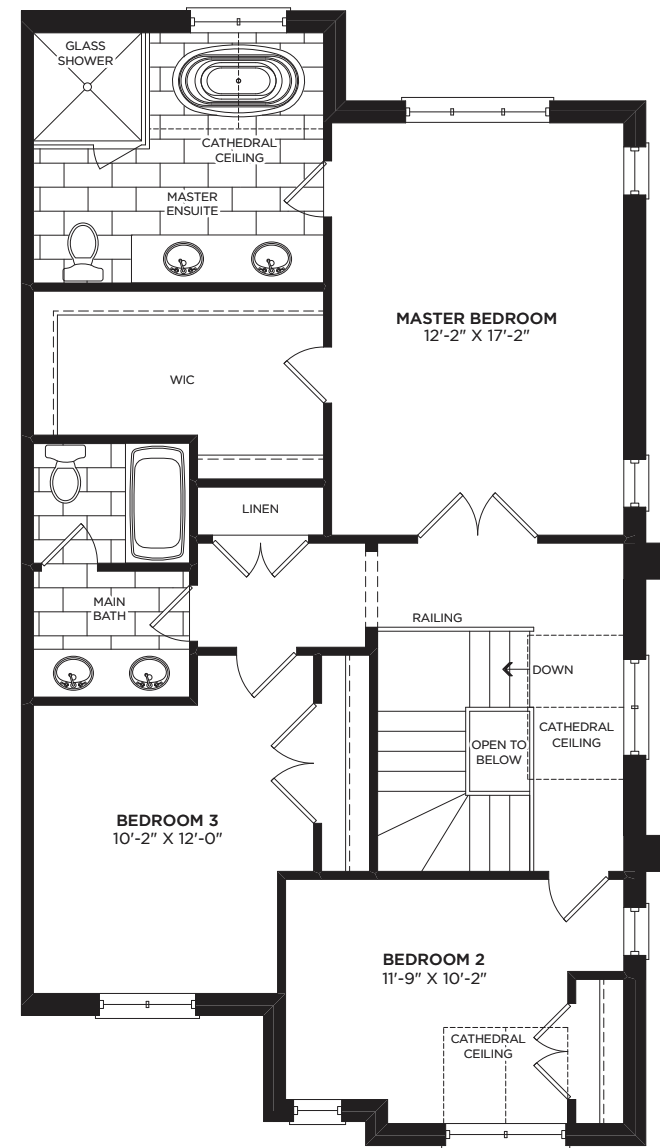 GLASS
SHOWER
CATHEDRAL
CEILING
MASTER
ENSUITE
MASTER BEDROOM
12'-2" X 17'-2"
WIC
LINEN
MAIN
BATH
RAILING
DOWN
CATHEDRAL
CEILING
OPEN TO
BELOW
BEDROOM 3
10'-2" X 12'-0"
BEDROOM 2
11'-9" X 10'-2"
CATHEDRAL
CEILING